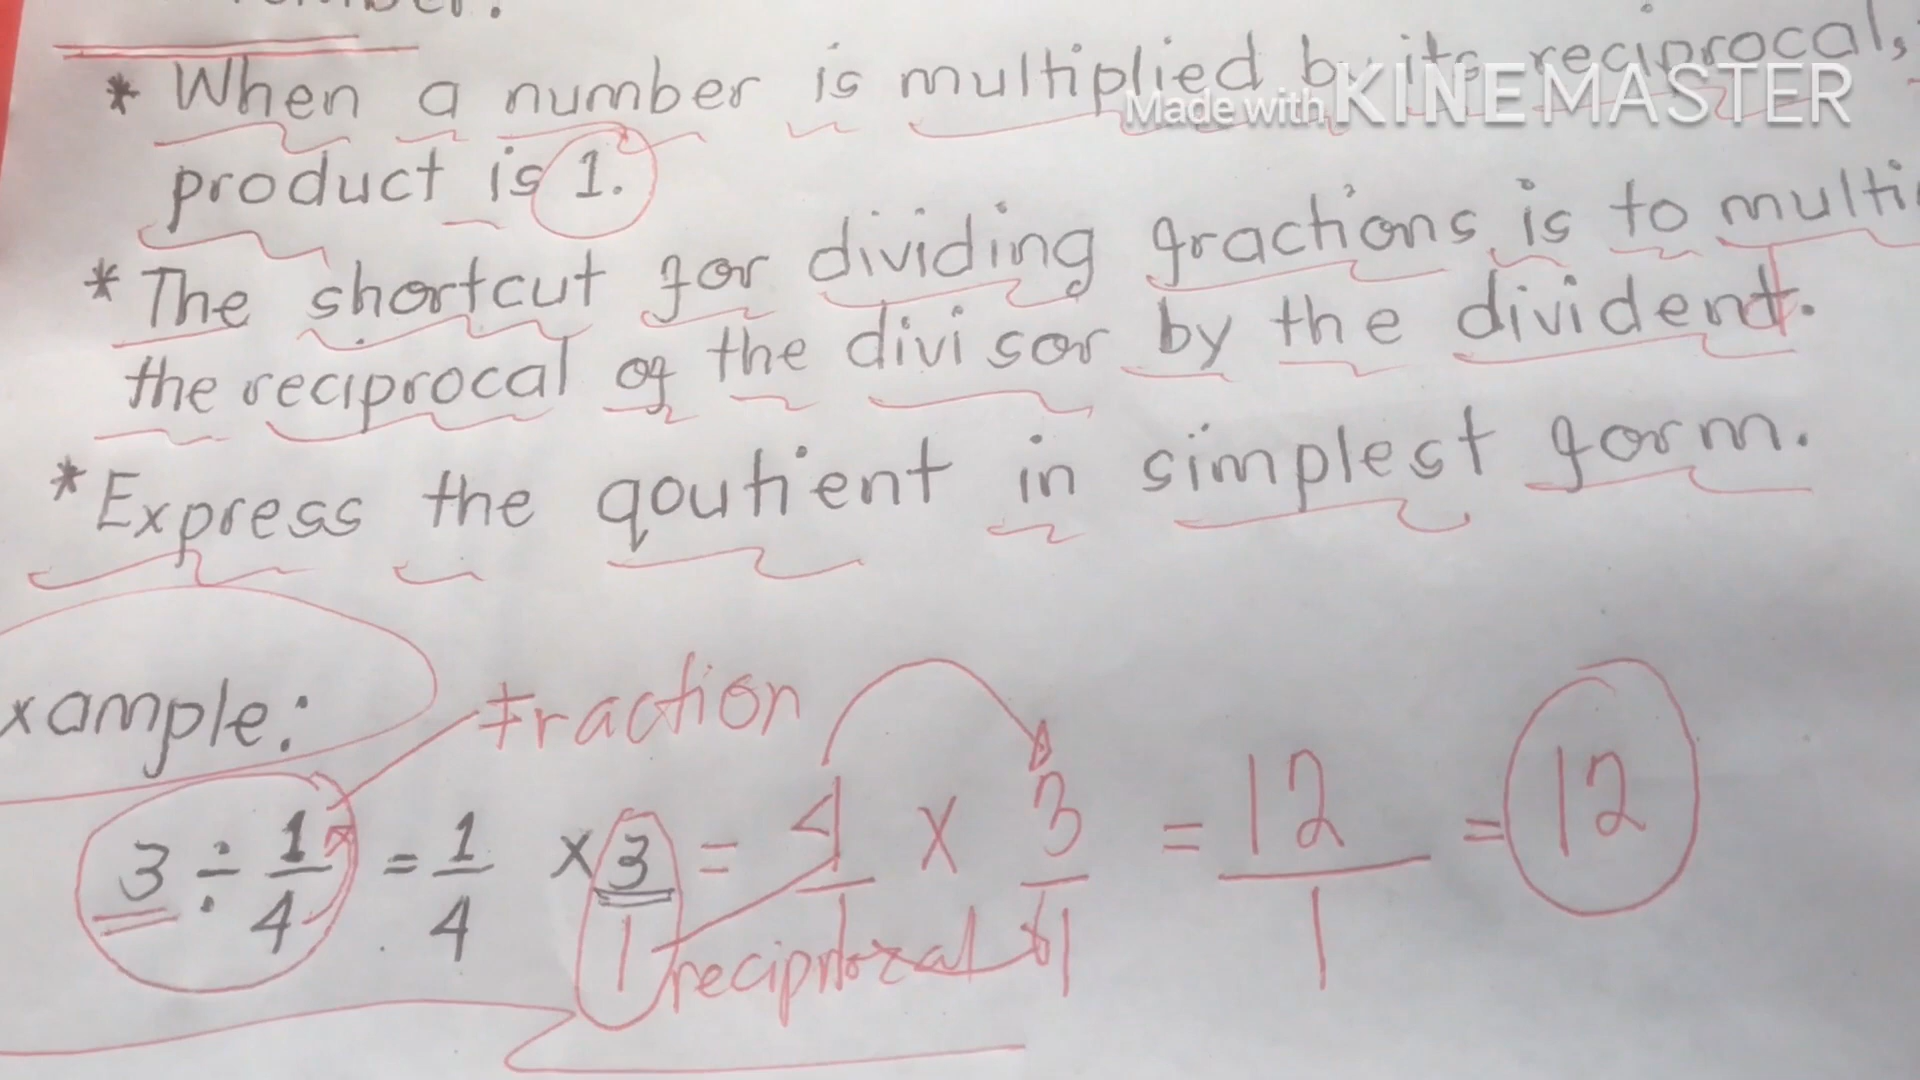 * When a number is multiplied by its reciprocal,
Made with KINEMASTER
product is 1.
* The shortcut for dividing fractions is to multi
the reciprocal of the divisor by the divident.
* Express the qoutient in simplest form.
xample:
Fraction
3 ÷ 1/4 = 1/4 × 3/1 = 4/1 × 3/1 = 12/1 = 12
reciprocal